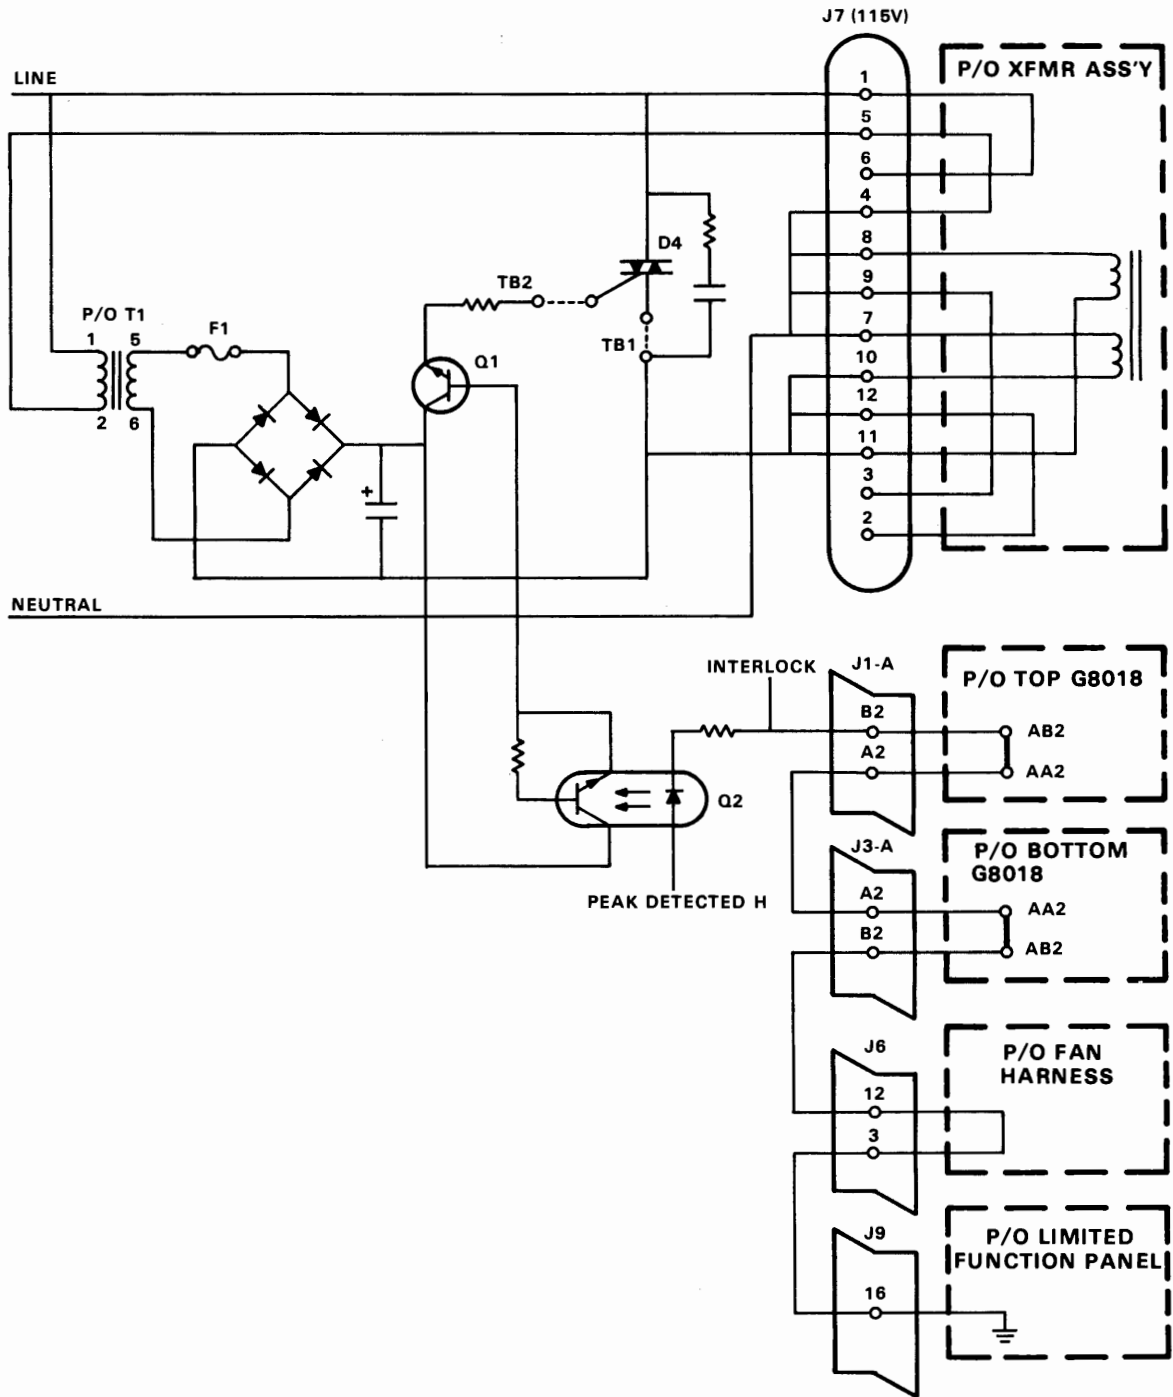 J7 (115V)
LINE
P/O XFMR ASS'Y
1
5
6
4
8
9
7
10
12
11
3
2
D4
TB2
TB1
P/O T1
1
5
F1
2
6
Q1
+
NEUTRAL
INTERLOCK
J1-A
P/O TOP G8018
B2
AB2
A2
AA2
Q2
PEAK DETECTED H
J3-A
P/O BOTTOM
G8018
A2
AA2
B2
AB2
J6
P/O FAN
HARNESS
12
3
J9
P/O LIMITED
FUNCTION PANEL
16